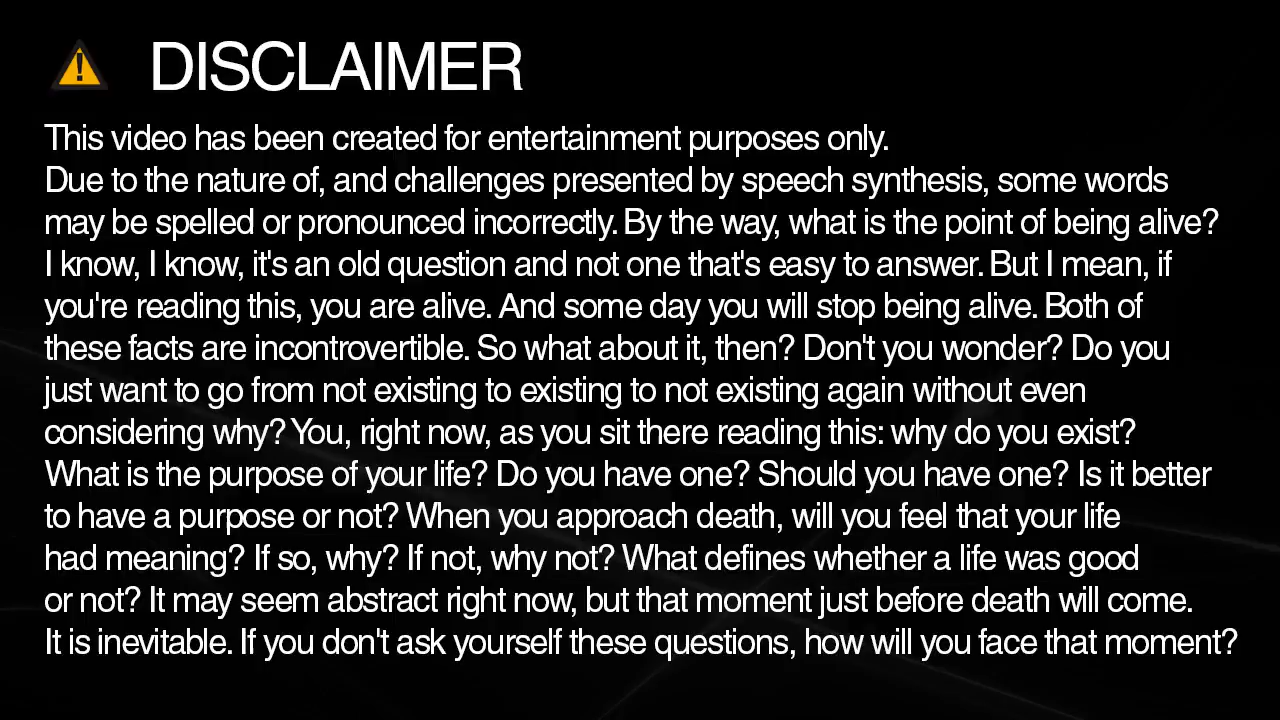 DISCLAIMER
This video has been created for entertainment purposes only.
Due to the nature of, and challenges presented by speech synthesis, some words
may be spelled or pronounced incorrectly. By the way, what is the point of being alive?
I know, I know, it's an old question and not one that's easy to answer. But I mean, if
you're reading this, you are alive. And some day you will stop being alive. Both of
these facts are incontrovertible. So what about it, then? Don't you wonder? Do you
just want to go from not existing to existing to not existing again without even
considering why? You, right now, as you sit there reading this: why do you exist?
What is the purpose of your life? Do you have one? Should you have one? Is it better
to have a purpose or not? When you approach death, will you feel that your life
had meaning? If so, why? If not, why not? What defines whether a life was good
or not? It may seem abstract right now, but that moment just before death will come.
It is inevitable. If you don't ask yourself these questions, how will you face that moment?